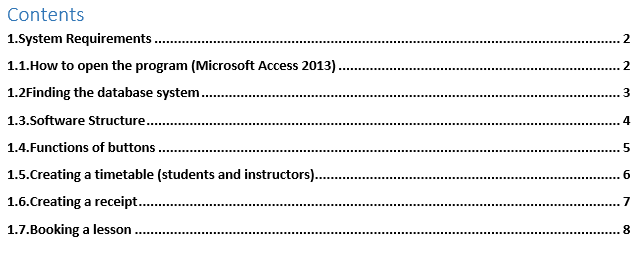 Contents
1.System Requirements ........................................................................................................................ 2
1.1.How to open the program (Microsoft Access 2013) ...................................................................... 2
1.2Finding the database system .......................................................................................................... 3
1.3.Software Structure ........................................................................................................................ 4
1.4.Functions of buttons ..................................................................................................................... 5
1.5.Creating a timetable (students and instructors) ............................................................................ 6
1.6.Creating a receipt .......................................................................................................................... 7
1.7.Booking a lesson ........................................................................................................................... 8